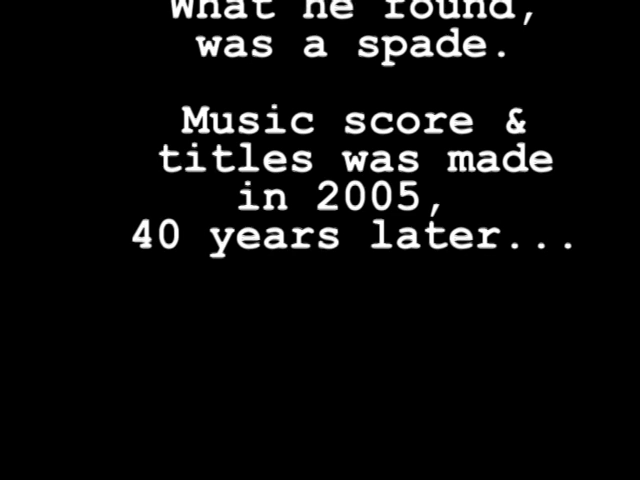 What he found,
was a spade.
Music score &
titles was made
in 2005,
40 years later...